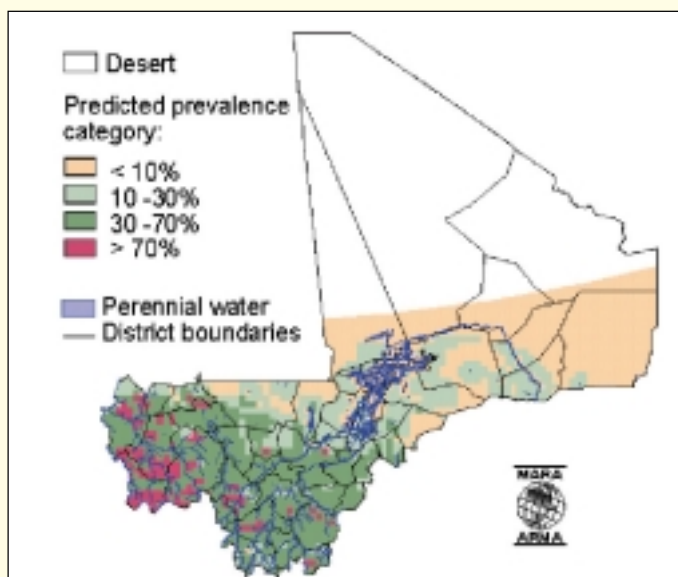 Desert
Predicted prevalence
category:
< 10%
10 -30%
30 -70%
> 70%
Perennial water
District boundaries
MARA
ARMA